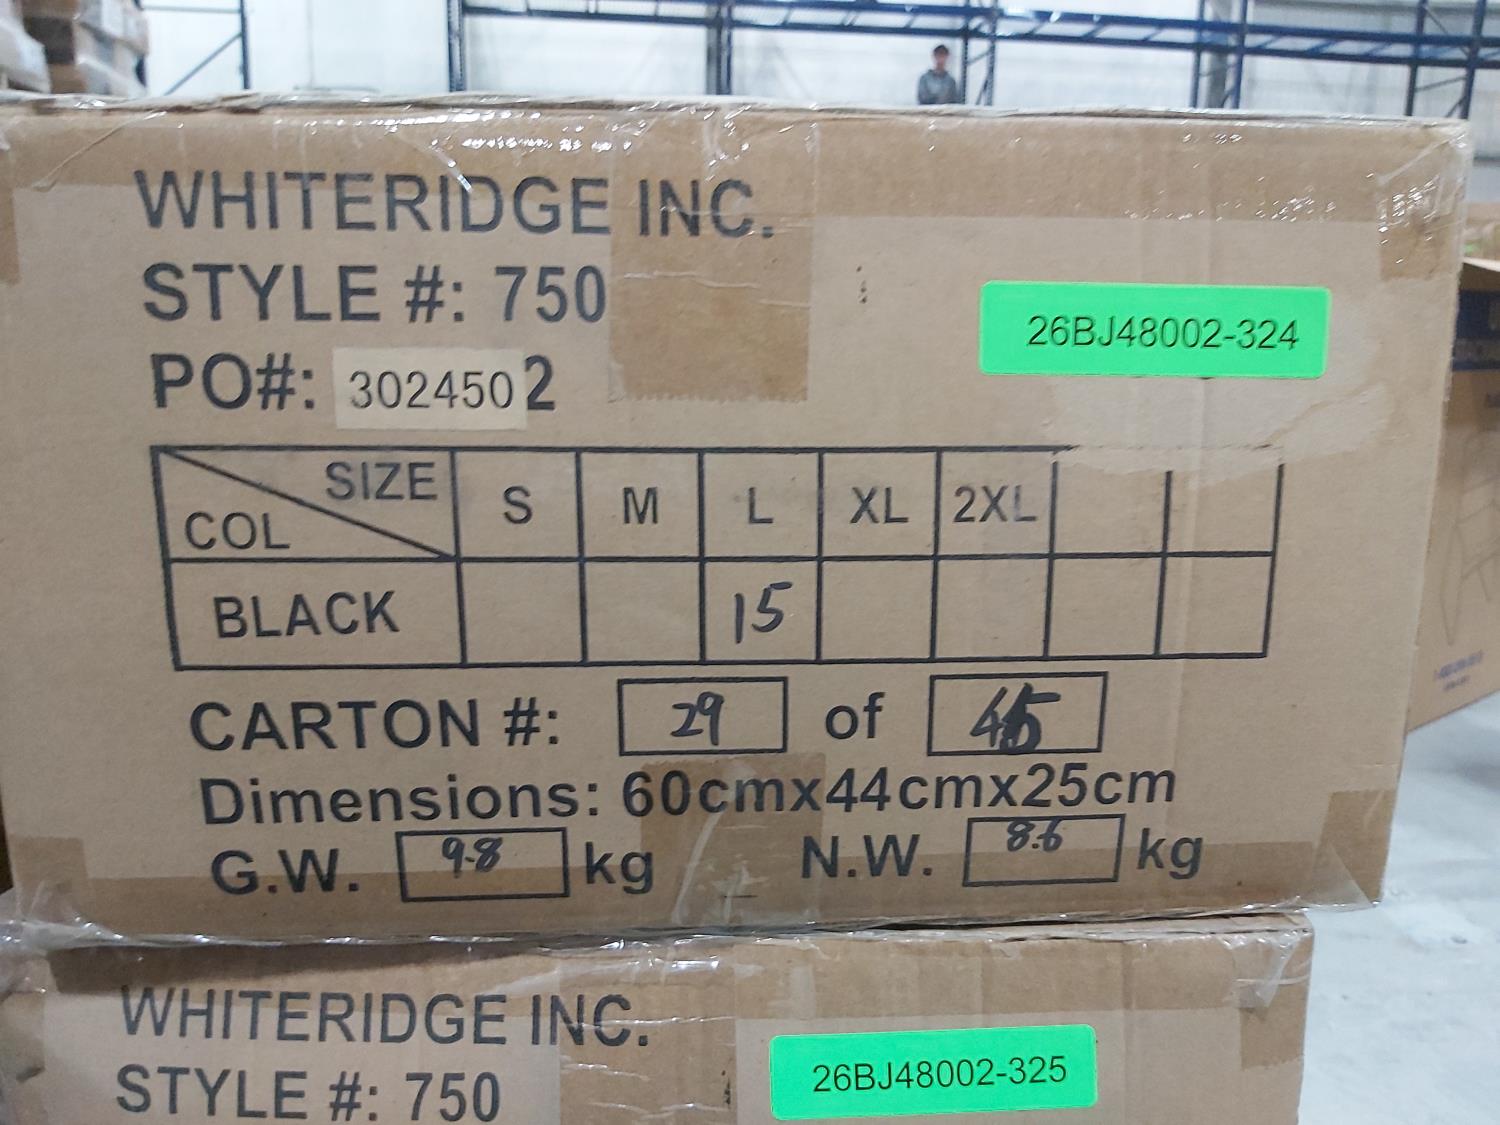 WHITERIDGE INC.
STYLE #: 750
26BJ48002-324
PO#: 3024502
SIZE
COL
S M L XL 2XL
BLACK 15
CARTON #: 29 of 45
Dimensions: 60cmx44cmx25cm
G.W. 9.8 kg N.W. 8.6 kg
WHITERIDGE INC.
STYLE #: 750
26BJ48002-325